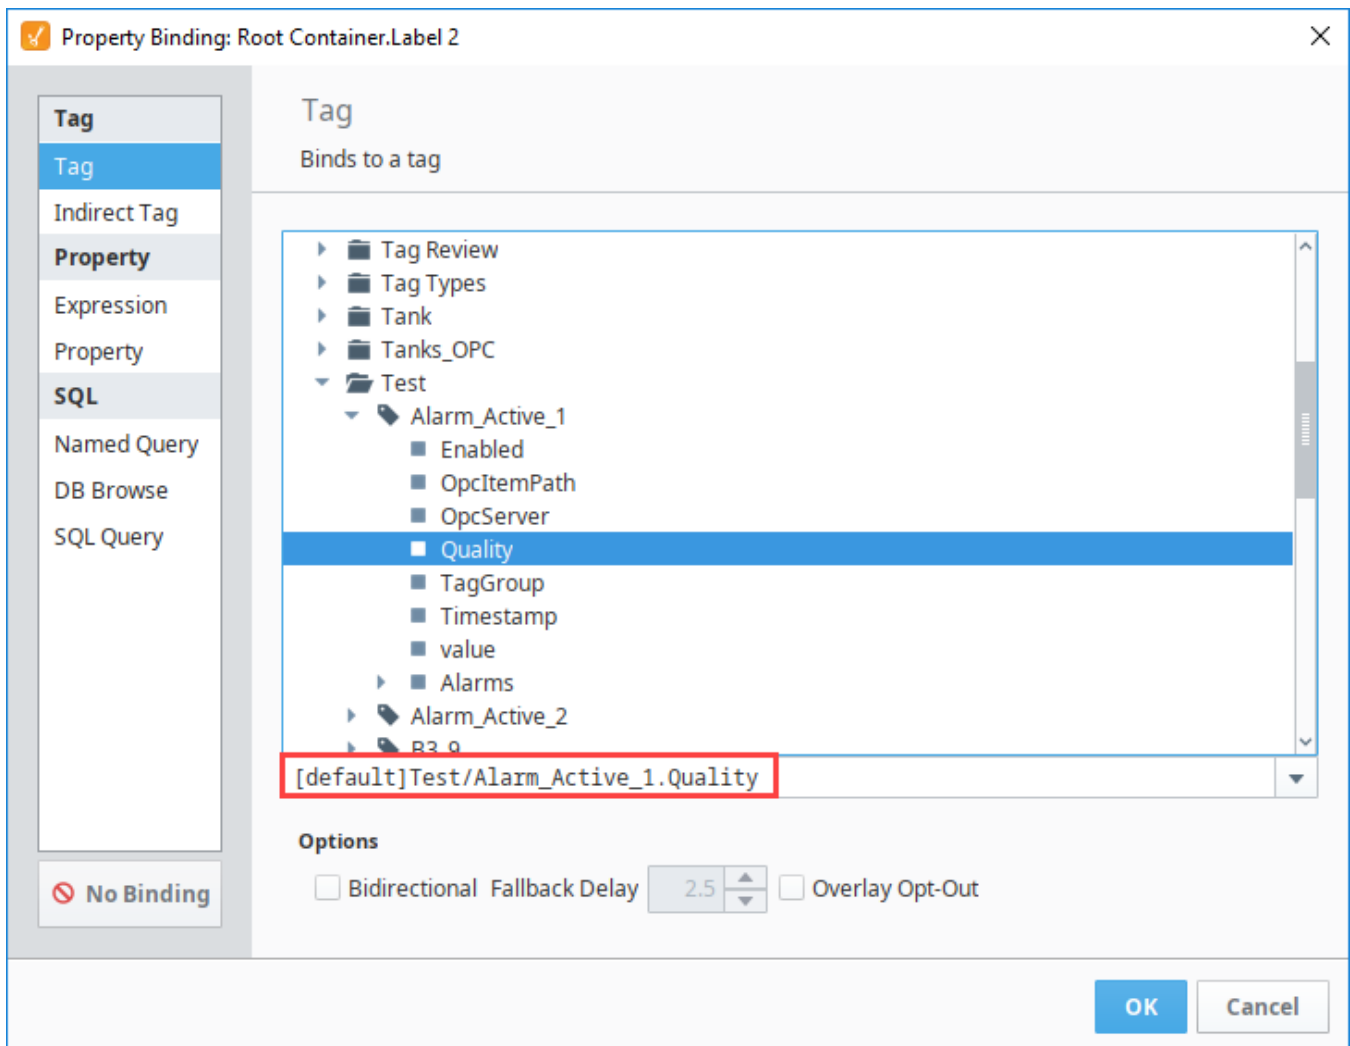 Property Binding: Root Container.Label 2
Tag
Tag
Indirect Tag
Property
Expression
Property
SQL
Named Query
DB Browse
SQL Query
No Binding
Tag
Binds to a tag
Tag Review
Tag Types
Tank
Tanks_OPC
Test
Alarm_Active_1
Enabled
OpcItemPath
OpcServer
Quality
TagGroup
Timestamp
value
Alarms
Alarm_Active_2
B3_9
[default]Test/Alarm_Active_1.Quality
Options
Bidirectional Fallback Delay 2.5 Overlay Opt-Out
OK Cancel